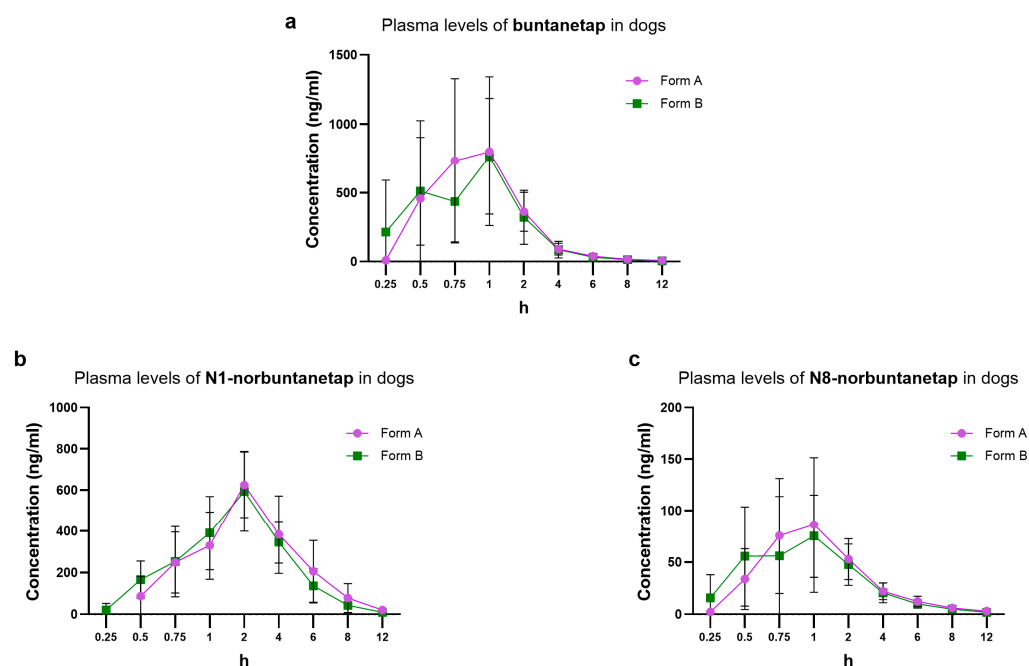 a
Plasma levels of buntanetap in dogs
Concentration (ng/ml)
1500
1000
500
0
0.25 0.5 0.75 1 2 4 6 8 12
h
Form A
Form B
b
Plasma levels of N1-norbuntanetap in dogs
Concentration (ng/ml)
1000
800
600
400
200
0
0.25 0.5 0.75 1 2 4 6 8 12
h
Form A
Form B
c
Plasma levels of N8-norbuntanetap in dogs
Concentration (ng/ml)
200
150
100
50
0
0.25 0.5 0.75 1 2 4 6 8 12
h
Form A
Form B